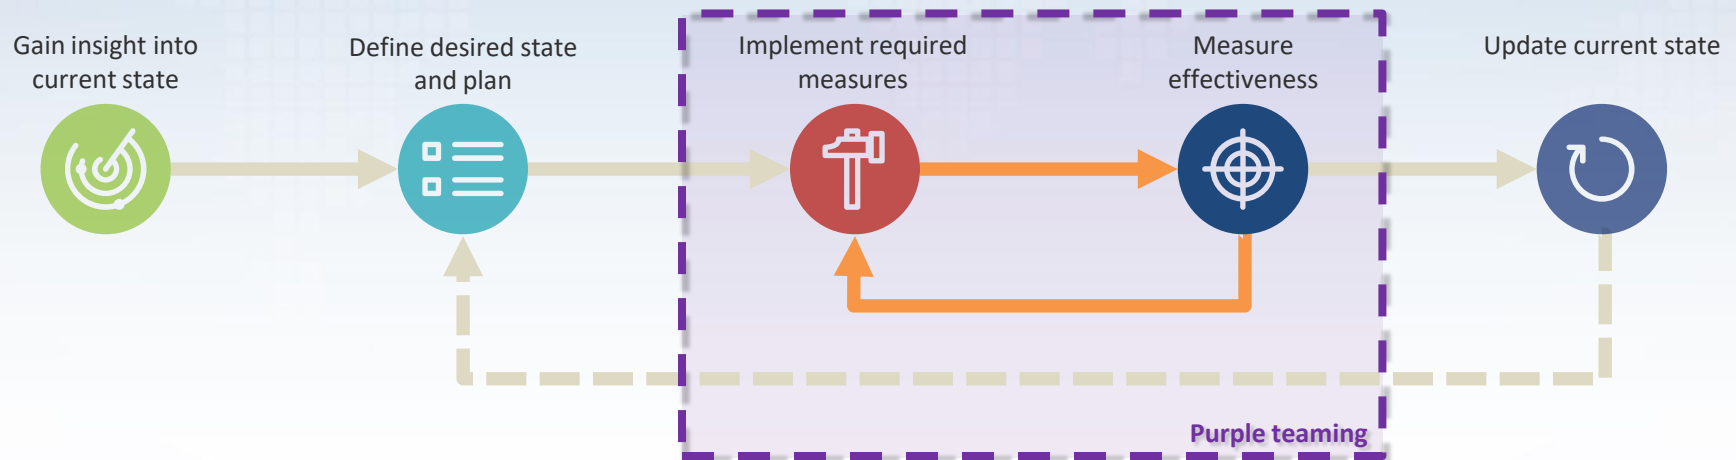 Gain insight into
current state
Define desired state
and plan
Implement required
measures
Measure
effectiveness
Update current state
Purple teaming